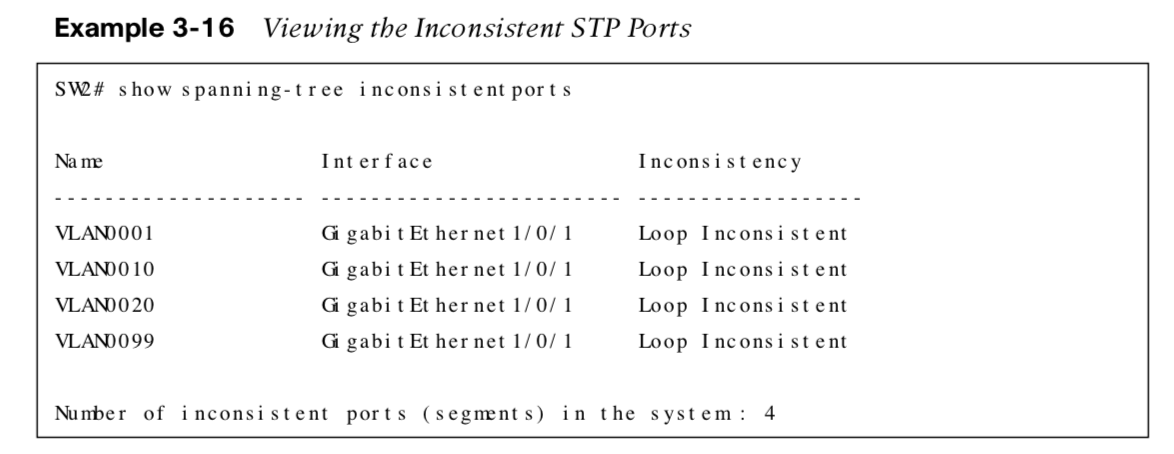 Example 3-16 Viewing the Inconsistent STP Ports
SW2# show spanning-tree inconsistentports
Name Interface Inconsistency
-------------------- ------------------------ ------------------
VLAN0001 GigabitEthernet1/0/1 Loop Inconsistent
VLAN0010 GigabitEthernet1/0/1 Loop Inconsistent
VLAN0020 GigabitEthernet1/0/1 Loop Inconsistent
VLAN0099 GigabitEthernet1/0/1 Loop Inconsistent
Number of inconsistent ports (segments) in the system: 4